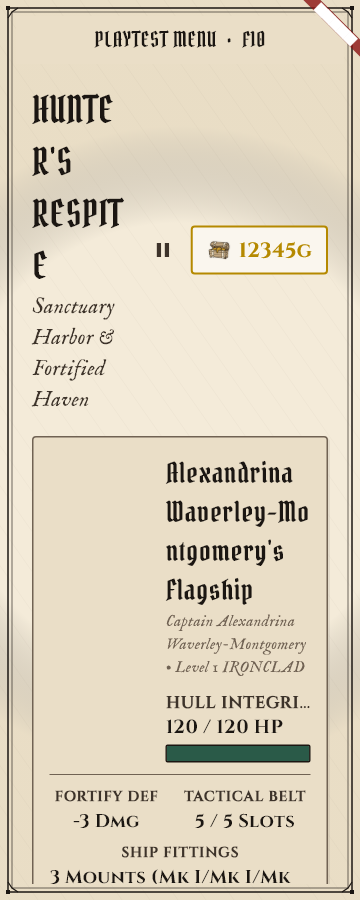 PLAYTEST MENU · F10
HUNTE
R'S
RESPIT
E
12345G
Sanctuary
Harbor &
Fortified
Haven
Alexandrina
Waverley-Mo
ntgomery's
Flagship
Captain Alexandrina
Waverley-Montgomery
• Level 1 IRONCLAD
HULL INTEGRI...
120 / 120 HP
FORTIFY DEF
TACTICAL BELT
-3 DMG
5 / 5 SLOTS
SHIP FITTINGS
3 MOUNTS (MK I/MK I/MK